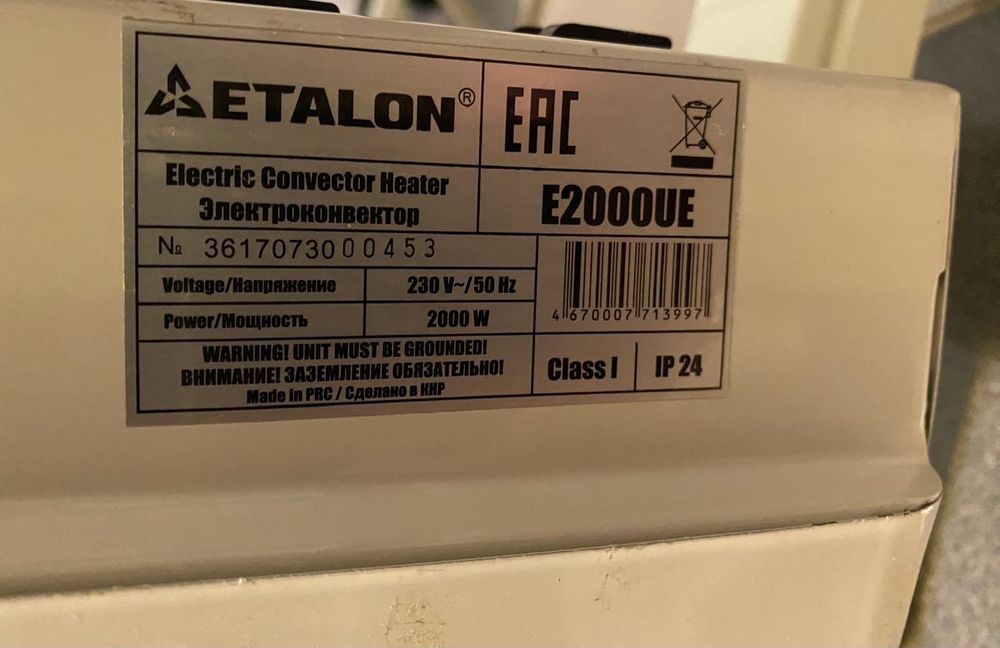 ETALON®
EAC
Electric Convector Heater
Электроконвектор
E2000UE
№ 3617073000453
Voltage/Напряжение 230 V~/50 Hz
Power/Мощность 2000 W
4 670007 713997
WARNING! UNIT MUST BE GROUNDED!
ВНИМАНИЕ! ЗАЗЕМЛЕНИЕ ОБЯЗАТЕЛЬНО!
Made in PRC / Сделано в КНР
Class I
IP 24